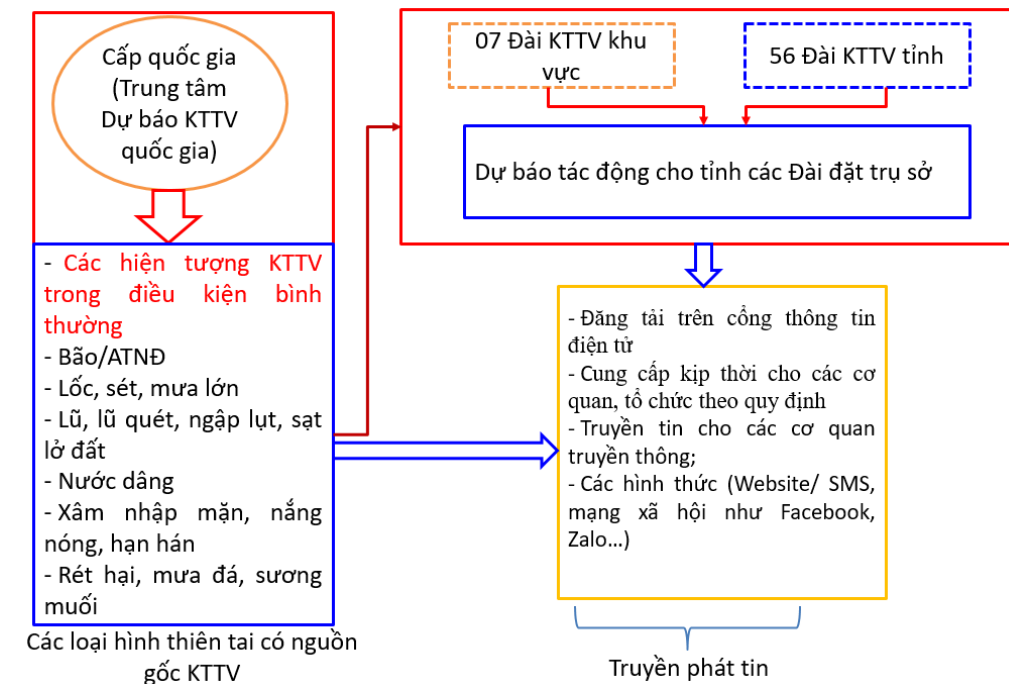 Cấp quốc gia
(Trung tâm
Dự báo KTTV
quốc gia)
- Các hiện tượng KTTV
trong điều kiện bình
thường
- Bão/ATNĐ
- Lốc, sét, mưa lớn
- Lũ, lũ quét, ngập lụt, sạt
lở đất
- Nước dâng
- Xâm nhập mặn, nắng
nóng, hạn hán
- Rét hại, mưa đá, sương
muối
Các loại hình thiên tai có nguồn
gốc KTTV
07 Đài KTTV khu
vực
56 Đài KTTV tỉnh
Dự báo tác động cho tỉnh các Đài đặt trụ sở
- Đăng tải trên cổng thông tin
điện tử
- Cung cấp kịp thời cho các cơ
quan, tổ chức theo quy định
- Truyền tin cho các cơ quan
truyền thông;
- Các hình thức (Website/ SMS,
mạng xã hội như Facebook,
Zalo...)
Truyền phát tin